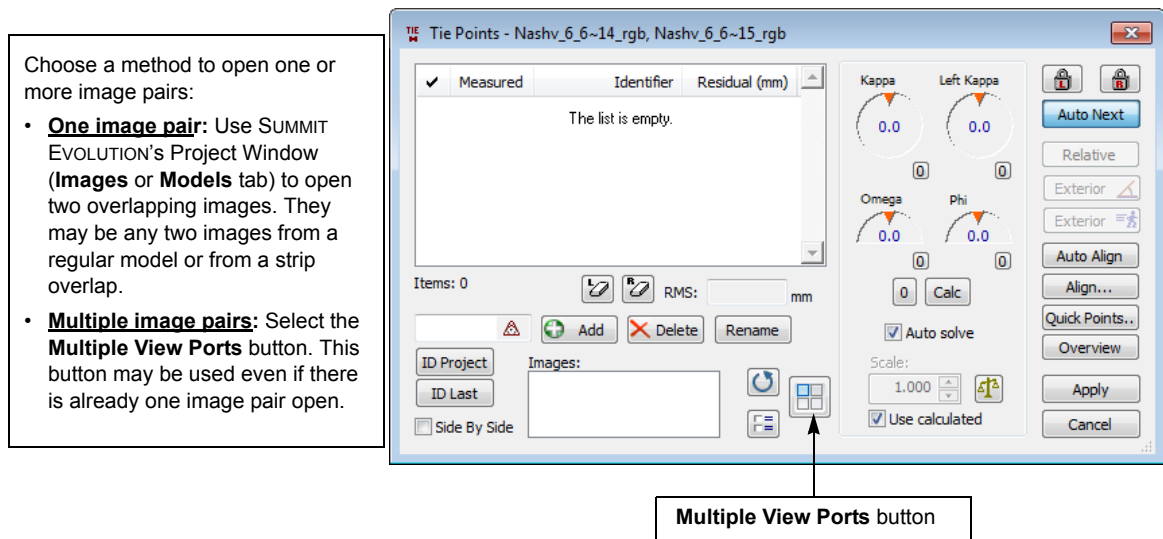 Choose a method to open one or
more image pairs:
• One image pair: Use SUMMIT
EVOLUTION's Project Window
(Images or Models tab) to open
two overlapping images. They
may be any two images from a
regular model or from a strip
overlap.
• Multiple image pairs: Select the
Multiple View Ports button. This
button may be used even if there
is already one image pair open.
TIE
Tie Points - Nashv_6_6~14_rgb, Nashv_6_6~15_rgb
Measured Identifier Residual (mm)
The list is empty.
Items: 0
L
R
RMS:
mm
Add
Delete
Rename
ID Project
ID Last
Side By Side
Images:
Kappa
Left Kappa
0.0
0.0
0
0
Omega
Phi
0.0
0.0
0
0
0
Calc
Auto solve
Scale:
1.000
Use calculated
L
R
Auto Next
Relative
Exterior
Exterior
Auto Align
Align...
Quick Points..
Overview
Apply
Cancel
Multiple View Ports button